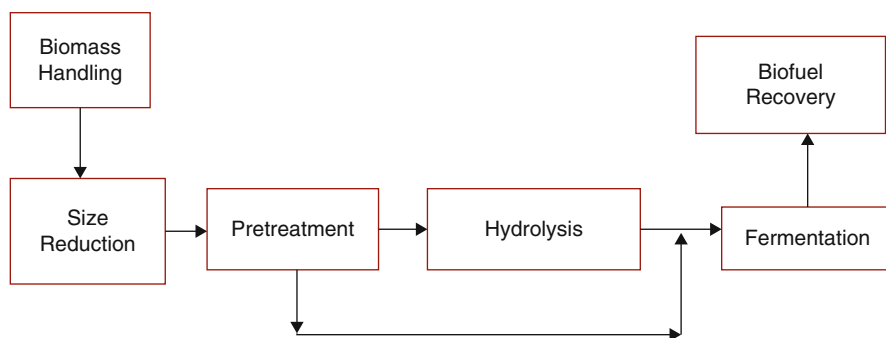 Biomass
Handling
Size
Reduction
Pretreatment
Hydrolysis
Fermentation
Biofuel
Recovery